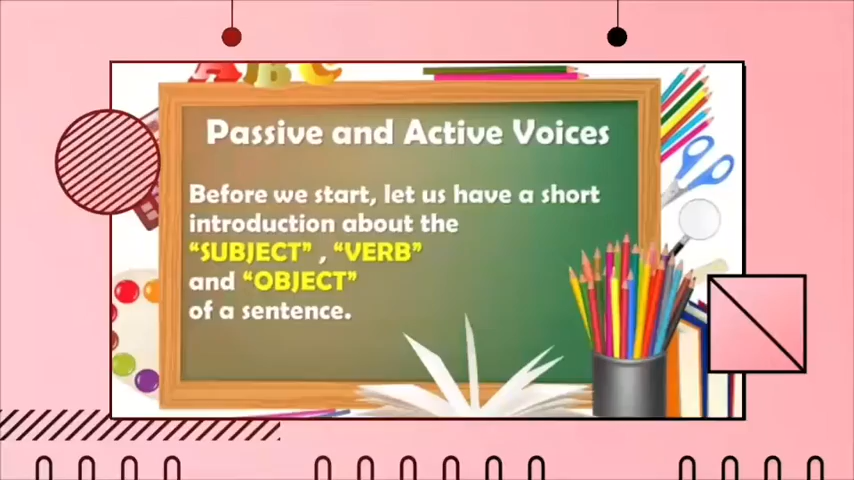 ABC
Passive and Active Voices
Before we start, let us have a short
introduction about the
“SUBJECT” , “VERB”
and “OBJECT”
of a sentence.